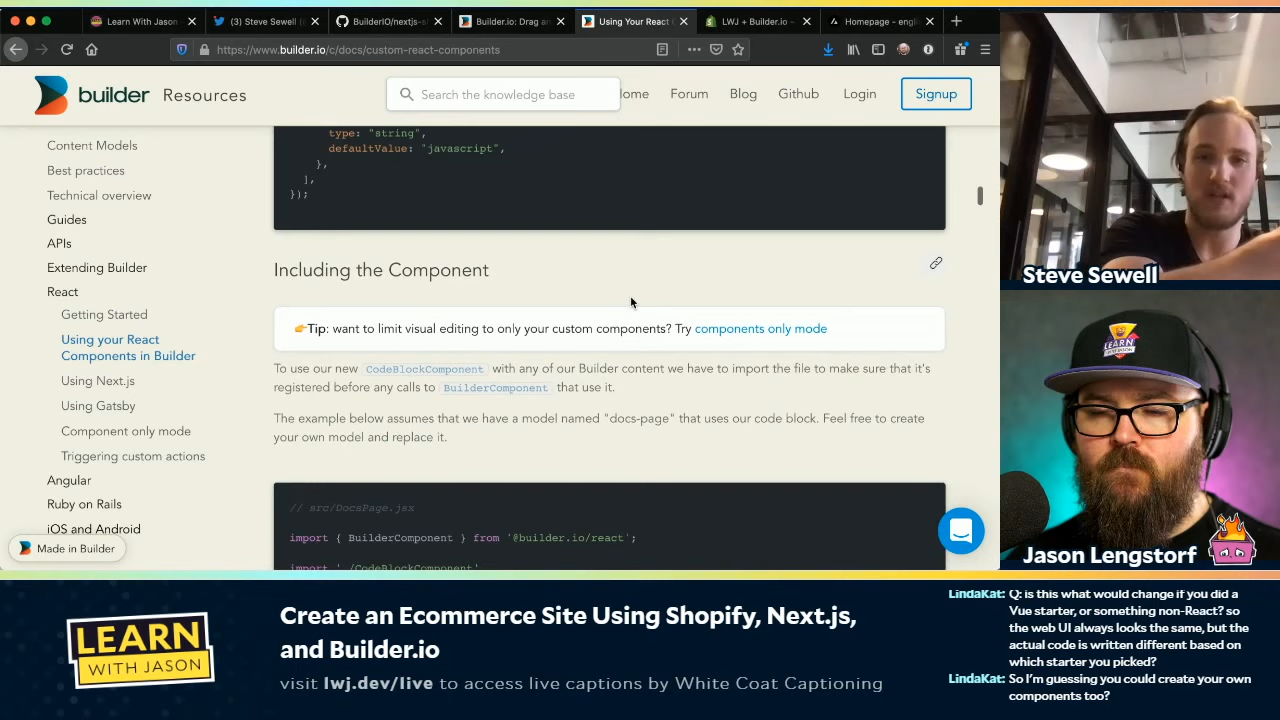 Learn With Jason
(3) Steve Sewell (
BuilderIO/nextjs-s
Builder.io: Drag an
Using Your React
LWJ + Builder.io –
Homepage - engl
https://www.builder.io/c/docs/custom-react-components
builder Resources
Search the knowledge base
Home
Forum
Blog
Github
Login
Signup
Content Models
Best practices
Technical overview
Guides
APIs
Extending Builder
React
Getting Started
Using your React
Components in Builder
Using Next.js
Using Gatsby
Component only mode
Triggering custom actions
Angular
Ruby on Rails
iOS and Android
Made in Builder
type: "string",
defaultValue: "javascript",
},
],
});
Including the Component
👉Tip: want to limit visual editing to only your custom components? Try components only mode
To use our new CodeBlockComponent with any of our Builder content we have to import the file to make sure that it's
registered before any calls to BuilderComponent that use it.
The example below assumes that we have a model named "docs-page" that uses our code block. Feel free to create
your own model and replace it.
// src/DocsPage.jsx
import { BuilderComponent } from '@builder.io/react';
import './CodeBlockComponent'
Steve Sewell
LEARN
WITH JASON
Jason Lengstorf
LEARN
WITH JASON
Create an Ecommerce Site Using Shopify, Next.js,
and Builder.io
visit lwj.dev/live to access live captions by White Coat Captioning
LindaKat: Q: is this what would change if you did a
Vue starter, or something non-React? so
the web UI always looks the same, but the
actual code is written different based on
which starter you picked?
LindaKat: So I'm guessing you could create your own
components too?